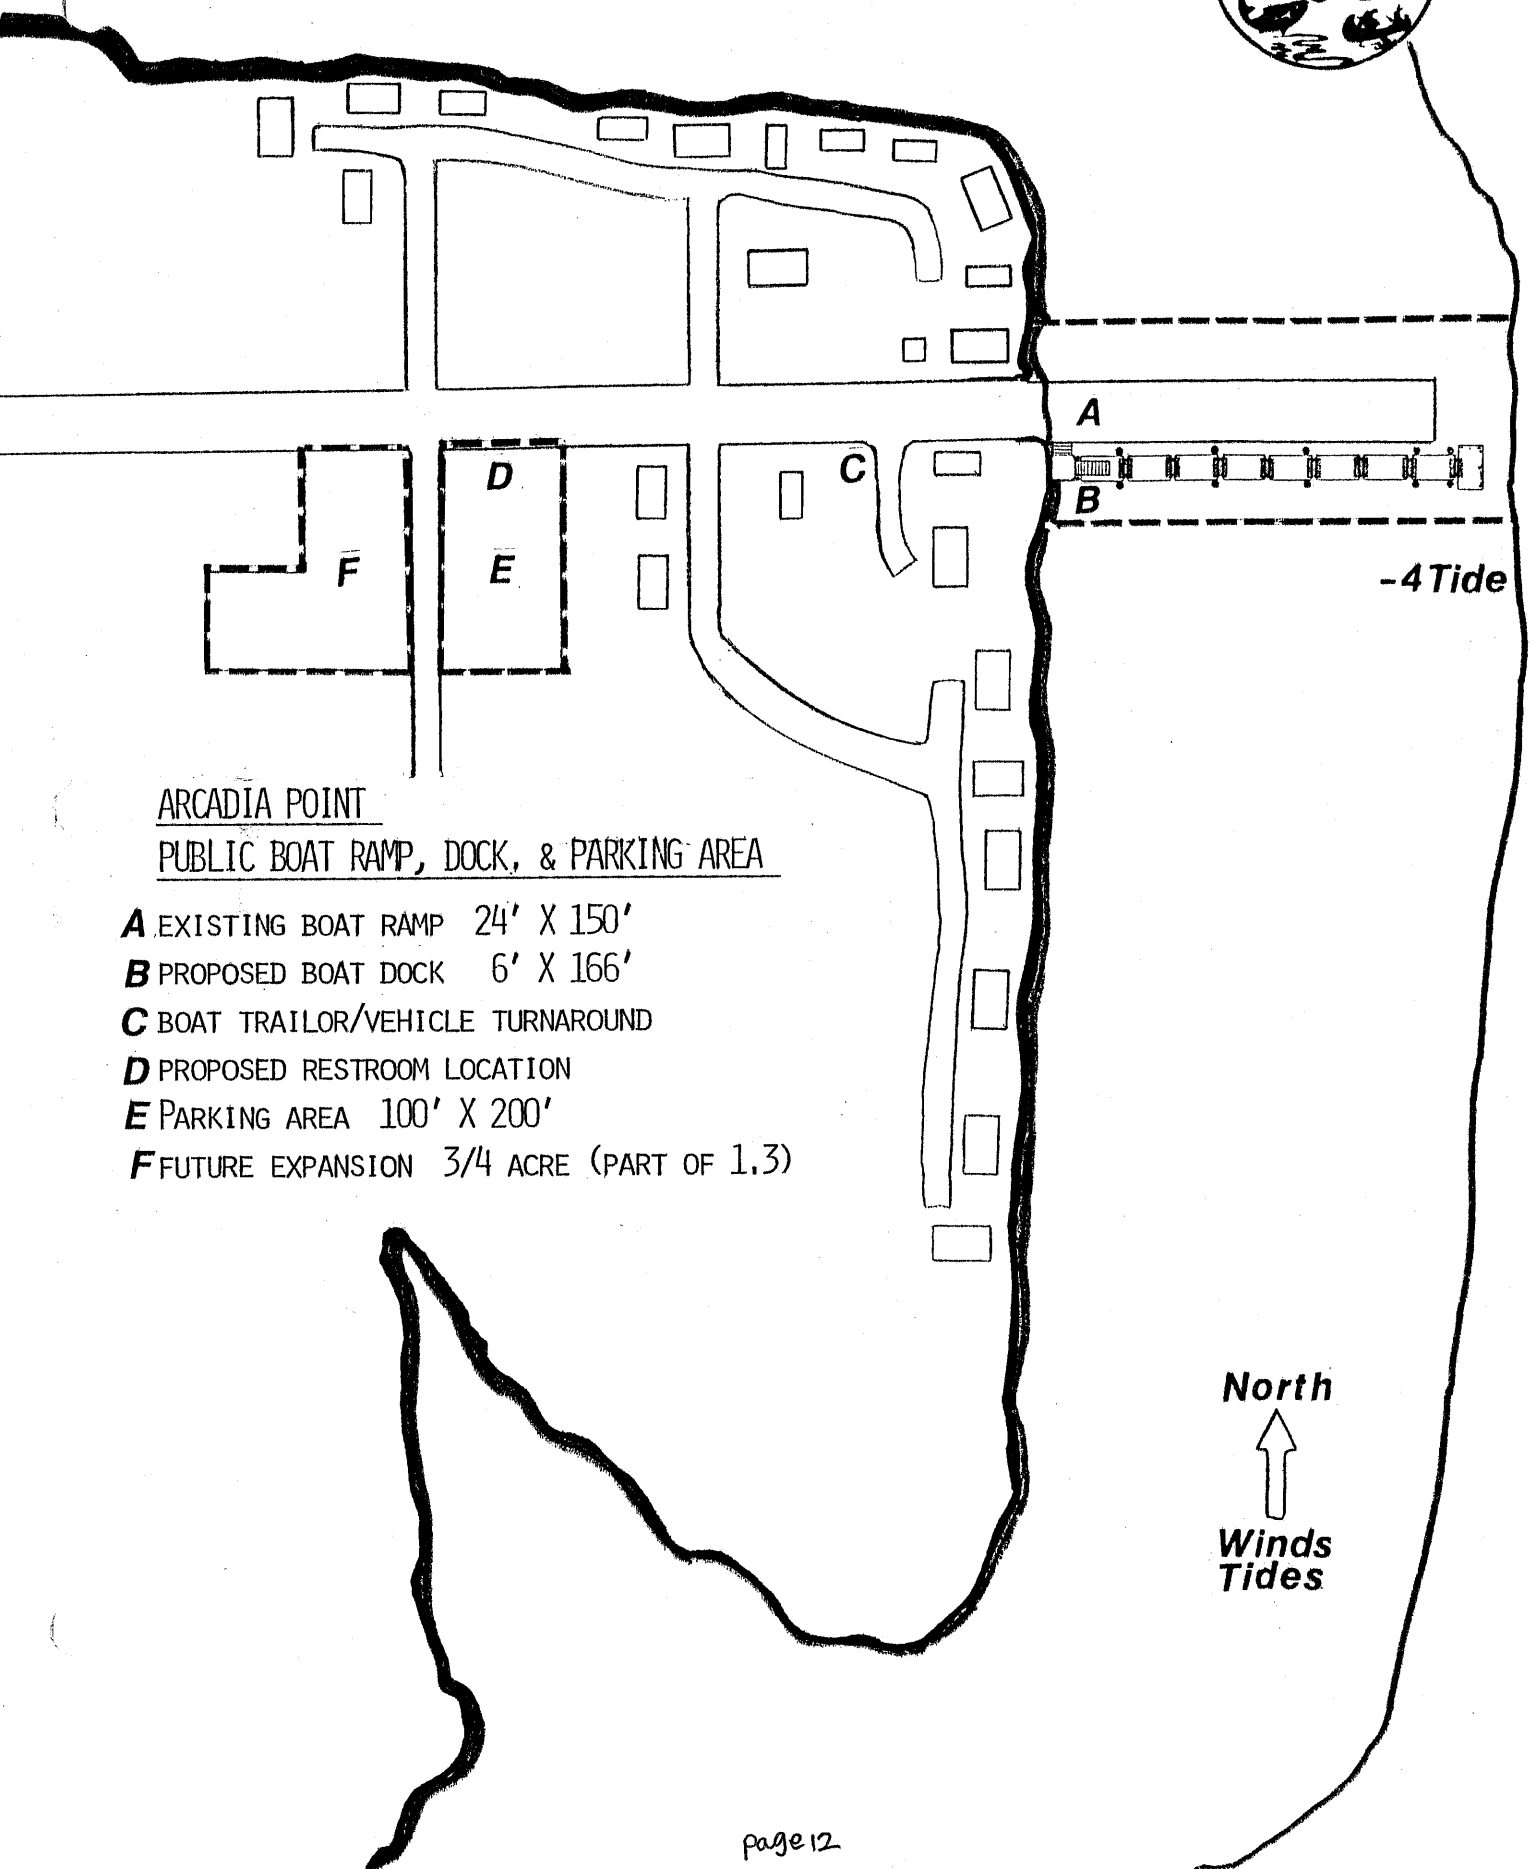 A
D
C
B
F
E
-4 Tide
ARCADIA POINT
PUBLIC BOAT RAMP, DOCK, & PARKING AREA
A EXISTING BOAT RAMP 24' X 150'
B PROPOSED BOAT DOCK 6' X 166'
C BOAT TRAILOR/VEHICLE TURNAROUND
D PROPOSED RESTROOM LOCATION
E PARKING AREA 100' X 200'
F FUTURE EXPANSION 3/4 ACRE (PART OF 1.3)
North
Winds
Tides
page 12